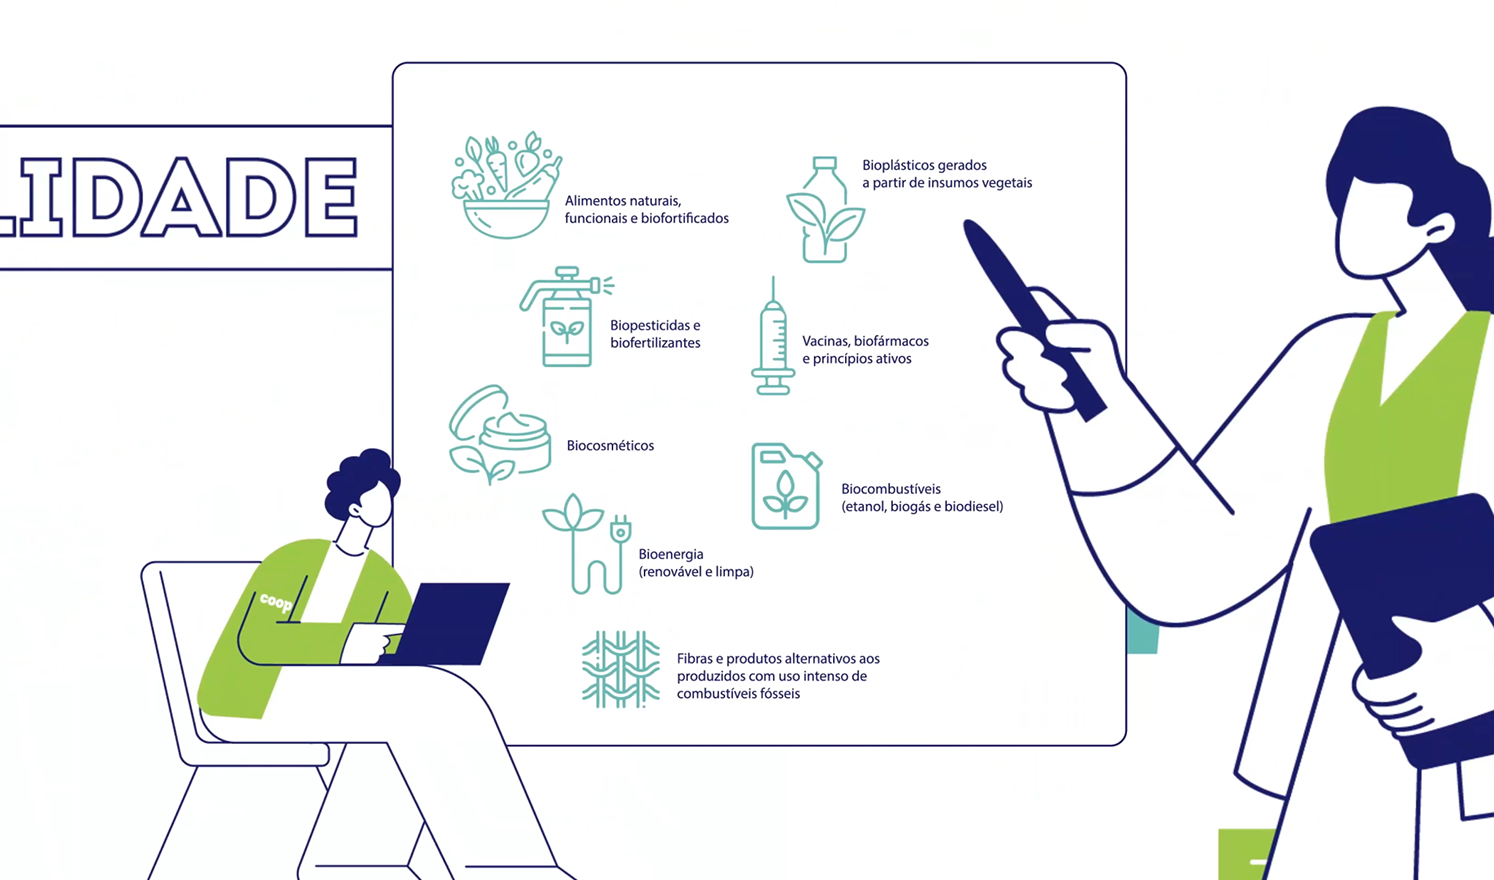 LIDADE
Alimentos naturais,
funcionais e biofortificados
Bioplásticos gerados
a partir de insumos vegetais
Biopesticidas e
biofertilizantes
Vacinas, biofármacos
e princípios ativos
Biocosméticos
Biocombustíveis
(etanol, biogás e biodiesel)
Bioenergia
(renovável e limpa)
Fibras e produtos alternativos aos
produzidos com uso intenso de
combustíveis fósseis
coop